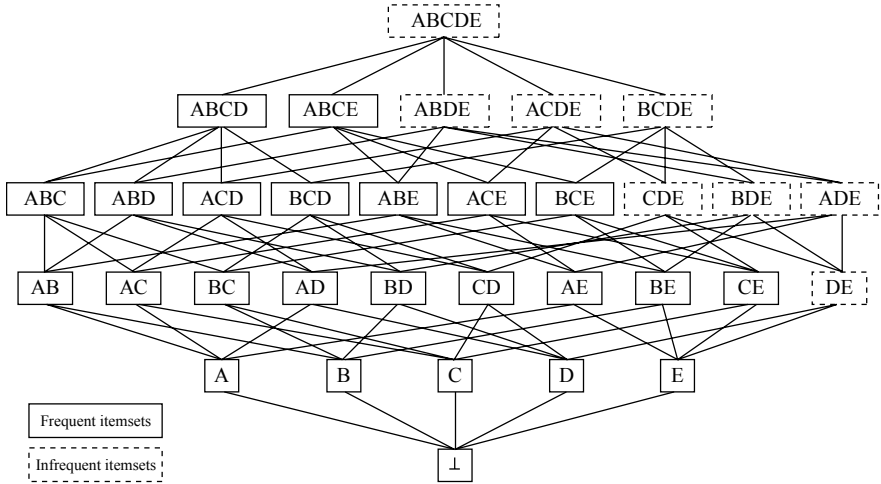 ABCDE
ABCD ABCE ABDE ACDE BCDE
ABC ABD ACD BCD ABE ACE BCE CDE BDE ADE
AB AC BC AD BD CD AE BE CE DE
A B C D E
Frequent itemsets
Infrequent itemsets
⊥